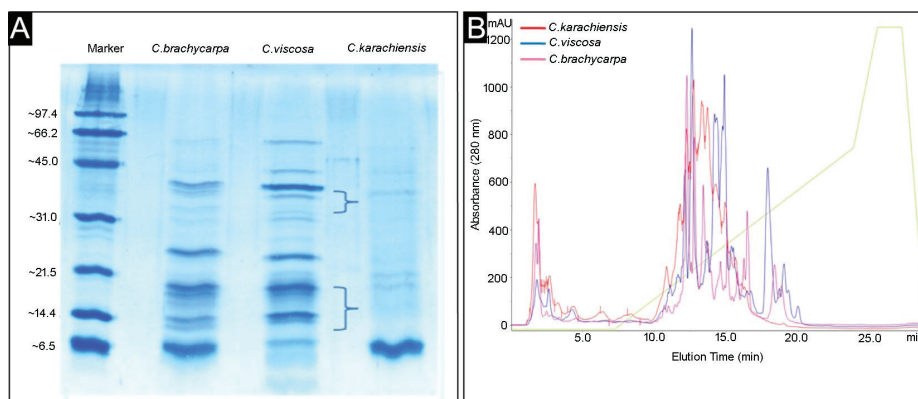 A
Marker C.brachycarpa C.viscosa C.karachiensis
~97.4
~66.2
~45.0
~31.0
~21.5
~14.4
~6.5
B
mAU
1200
1000
800
600
400
200
0
Absorbance (280 nm)
C.karachiensis
C.viscosa
C.brachycarpa
5.0 10.0 15.0 20.0 25.0 mi
Elution Time (min)